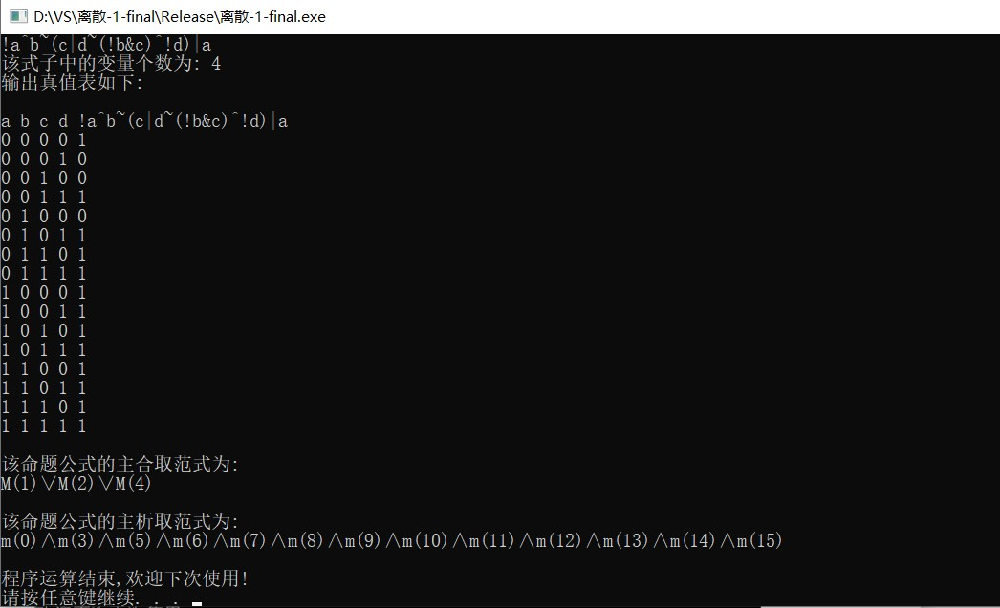 D:\VS\离散-1-final\Release\离散-1-final.exe
!a^b~(c|d~(!b&c)^!d)|a
该式子中的变量个数为: 4
输出真值表如下:
a b c d !a^b~(c|d~(!b&c)^!d)|a
0 0 0 0 1
0 0 0 1 0
0 0 1 0 0
0 0 1 1 1
0 1 0 0 0
0 1 0 1 1
0 1 1 0 1
0 1 1 1 1
1 0 0 0 1
1 0 0 1 1
1 0 1 0 1
1 0 1 1 1
1 1 0 0 1
1 1 0 1 1
1 1 1 0 1
1 1 1 1 1
该命题公式的主合取范式为:
M(1)∨M(2)∨M(4)
该命题公式的主析取范式为:
m(0)∧m(3)∧m(5)∧m(6)∧m(7)∧m(8)∧m(9)∧m(10)∧m(11)∧m(12)∧m(13)∧m(14)∧m(15)
程序运算结束,欢迎下次使用!
请按任意键继续. . .